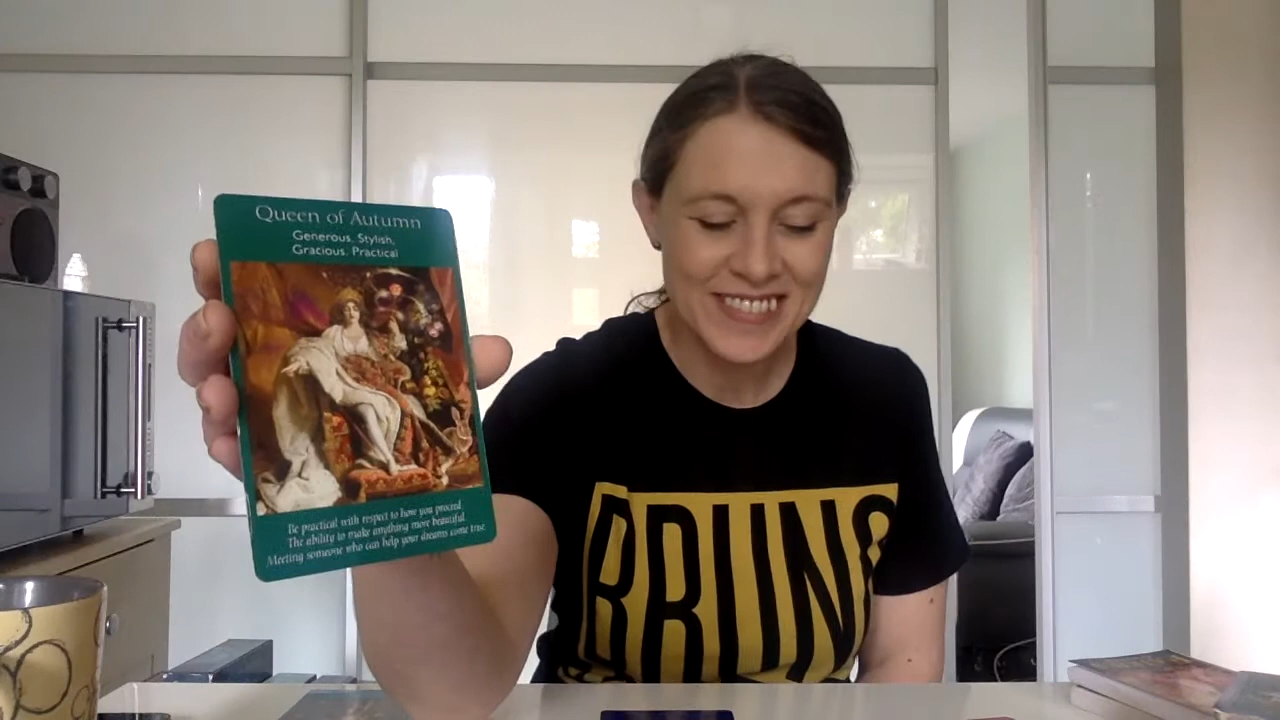 Queen of Autumn
Generous, Stylish,
Gracious, Practical
Be practical with respect to how you proceed
The ability to make anything more beautiful
Meeting someone who can help your dreams come true
BRUNO